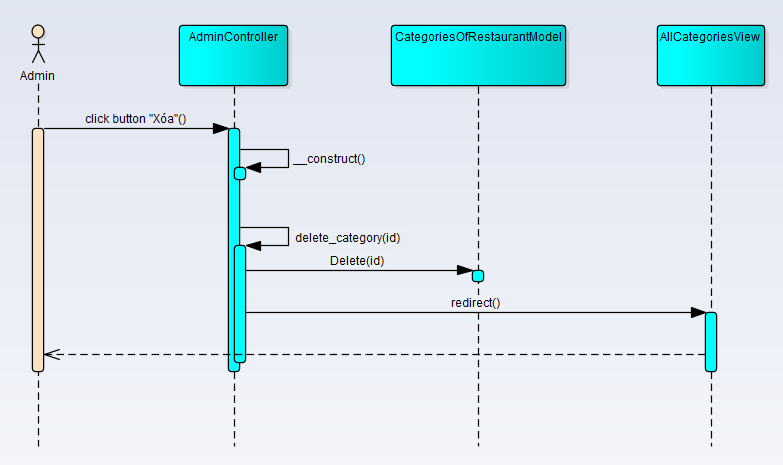 Admin
AdminController
CategoriesOfRestaurantModel
AllCategoriesView
click button "Xóa"()
__construct()
delete_category(id)
Delete(id)
redirect()